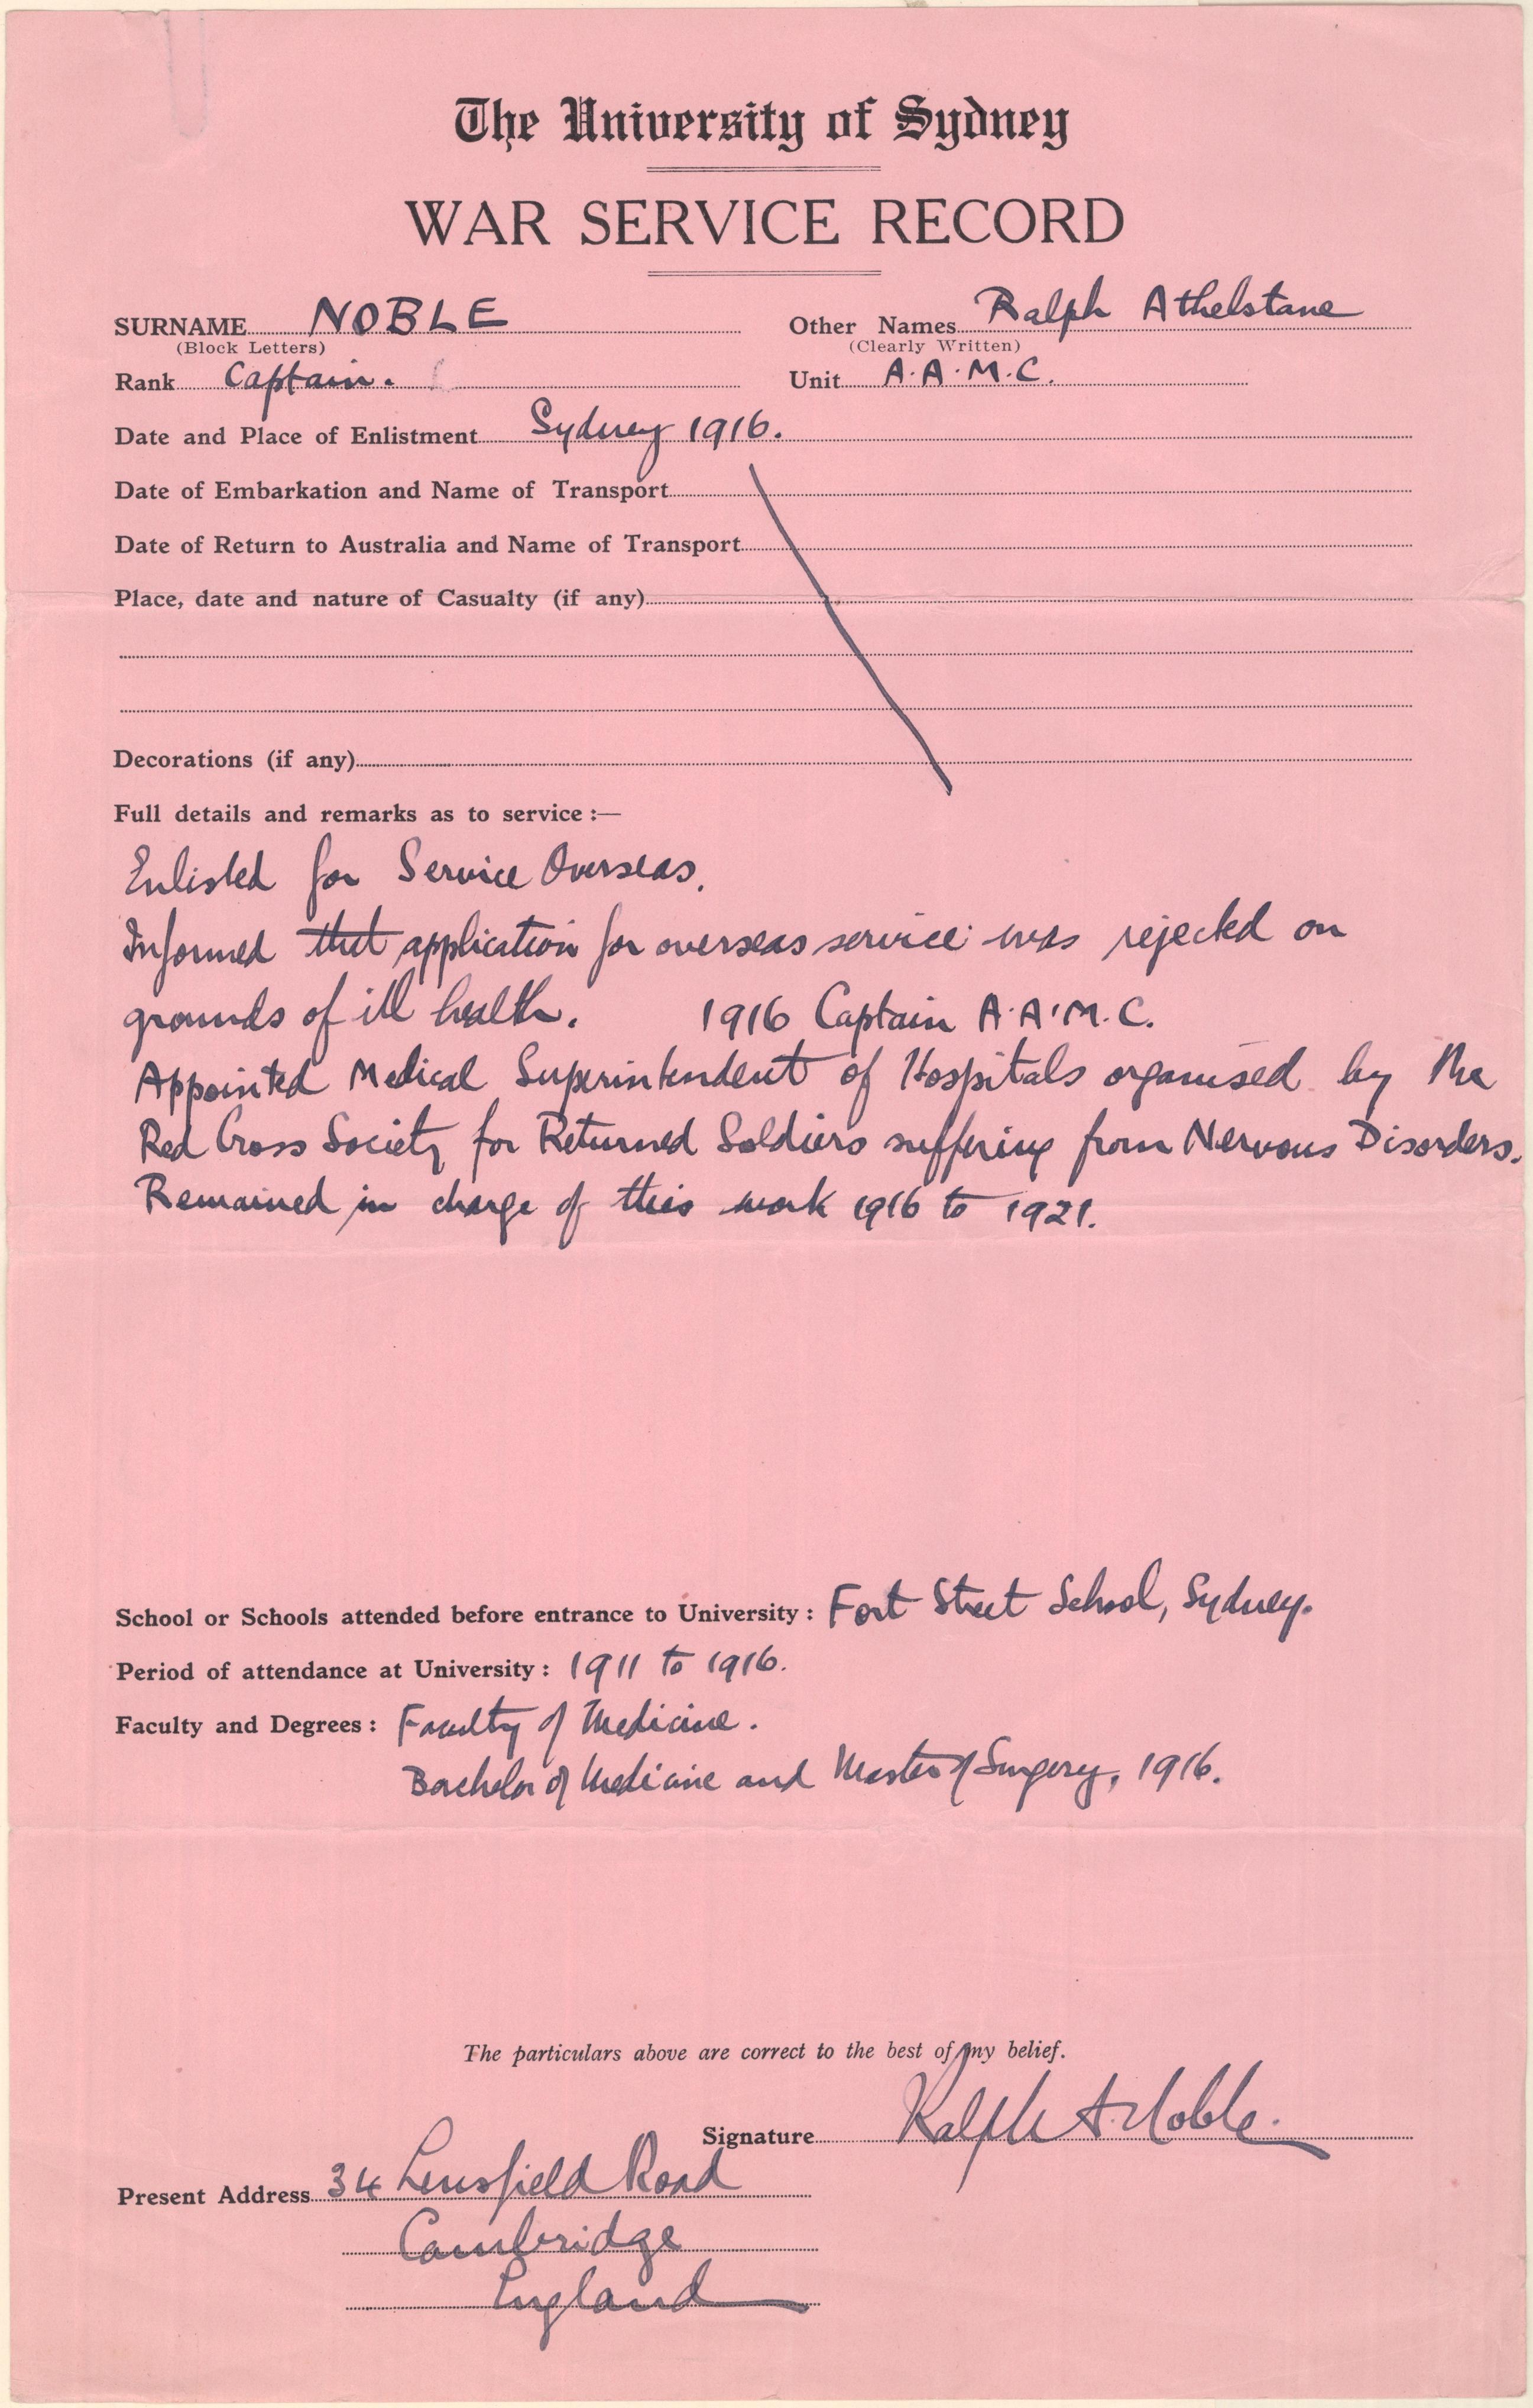 The University of Sydney
WAR SERVICE RECORD
SURNAME NOBLE Other Names Ralph Athelstane
(Block Letters) (Clearly Written)
Rank Captain. Unit A.A.M.C.
Date and Place of Enlistment Sydney 1916.
Date of Embarkation and Name of Transport
Date of Return to Australia and Name of Transport
Place, date and nature of Casualty (if any)
Decorations (if any)
Full details and remarks as to service :—
Enlisted for Service Overseas.
Informed that application for overseas service was rejected on
grounds of ill health. 1916 Captain A.A.M.C.
Appointed Medical Superintendent of Hospitals organised by the
Red Cross Society for Returned Soldiers suffering from Nervous Disorders.
Remained in charge of this work 1916 to 1921.
School or Schools attended before entrance to University : Fort Street School, Sydney.
Period of attendance at University : 1911 to 1916.
Faculty and Degrees : Faculty of Medicine.
Bachelor of Medicine and Master of Surgery, 1916.
The particulars above are correct to the best of my belief.
Signature Ralph A Noble.
Present Address 34 Lensfield Road
Cambridge
England